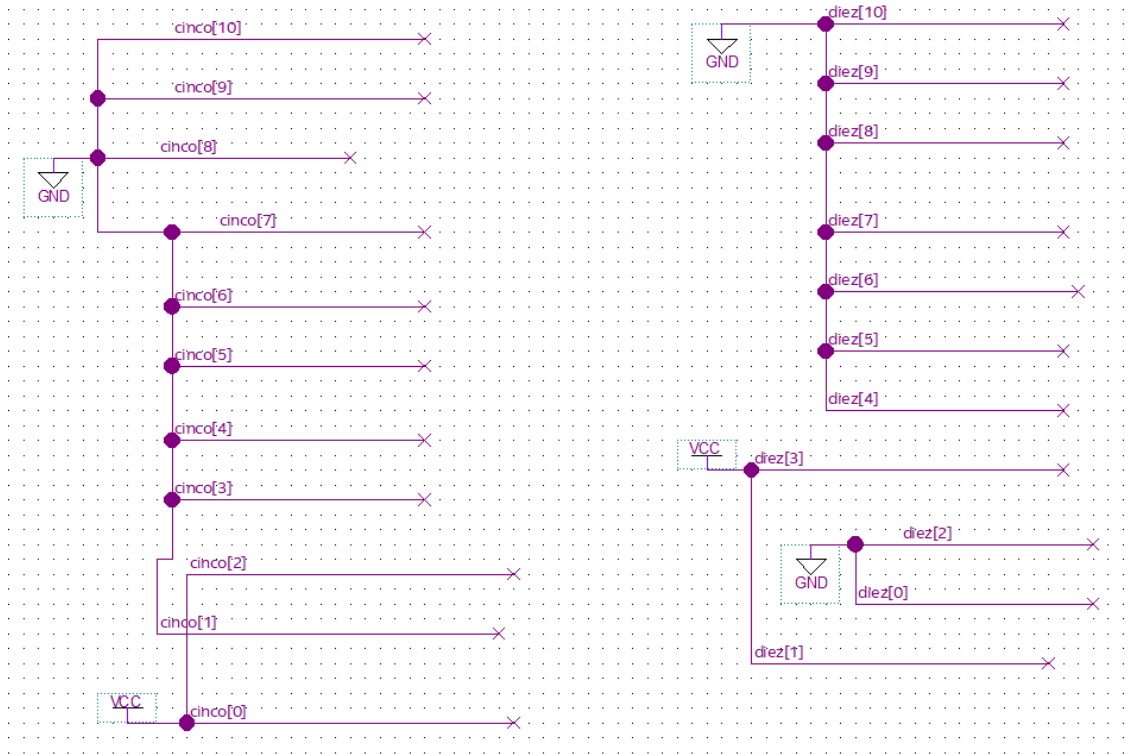 cinco[10]
cinco[9]
cinco[8]
GND
cinco[7]
cinco[6]
cinco[5]
cinco[4]
cinco[3]
cinco[2]
cinco[1]
VCC
cinco[0]
diez[10]
GND
diez[9]
diez[8]
diez[7]
diez[6]
diez[5]
diez[4]
VCC
diez[3]
diez[2]
GND
diez[0]
diez[1]